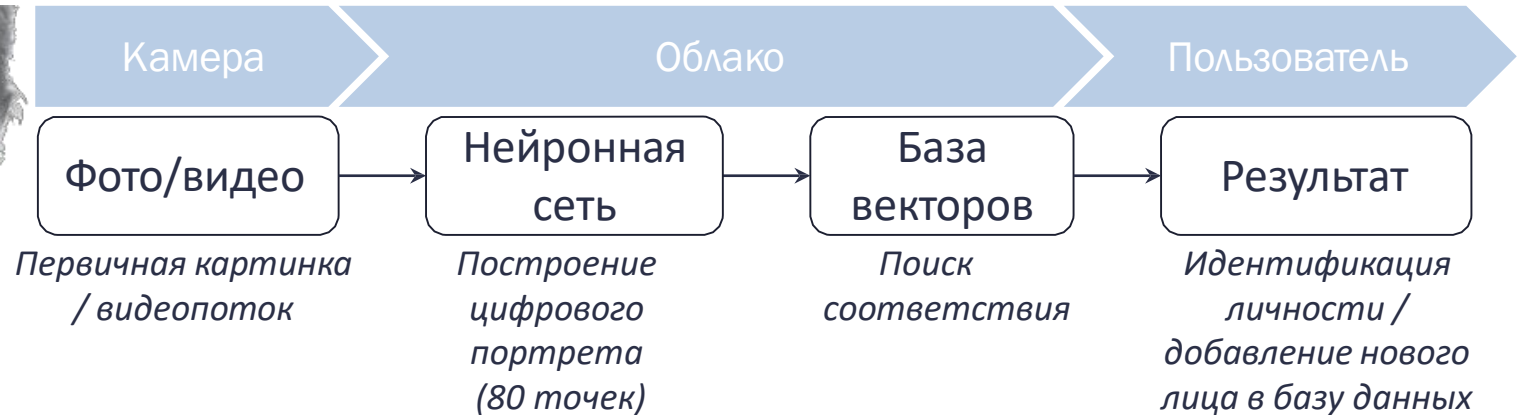 Камера
Облако
Пользователь
Фото/видео
Нейронная
сеть
База
векторов
Результат
Первичная картинка
/ видеопоток
Построение
цифрового
портрета
(80 точек)
Поиск
соответствия
Идентификация
личности /
добавление нового
лица в базу данных